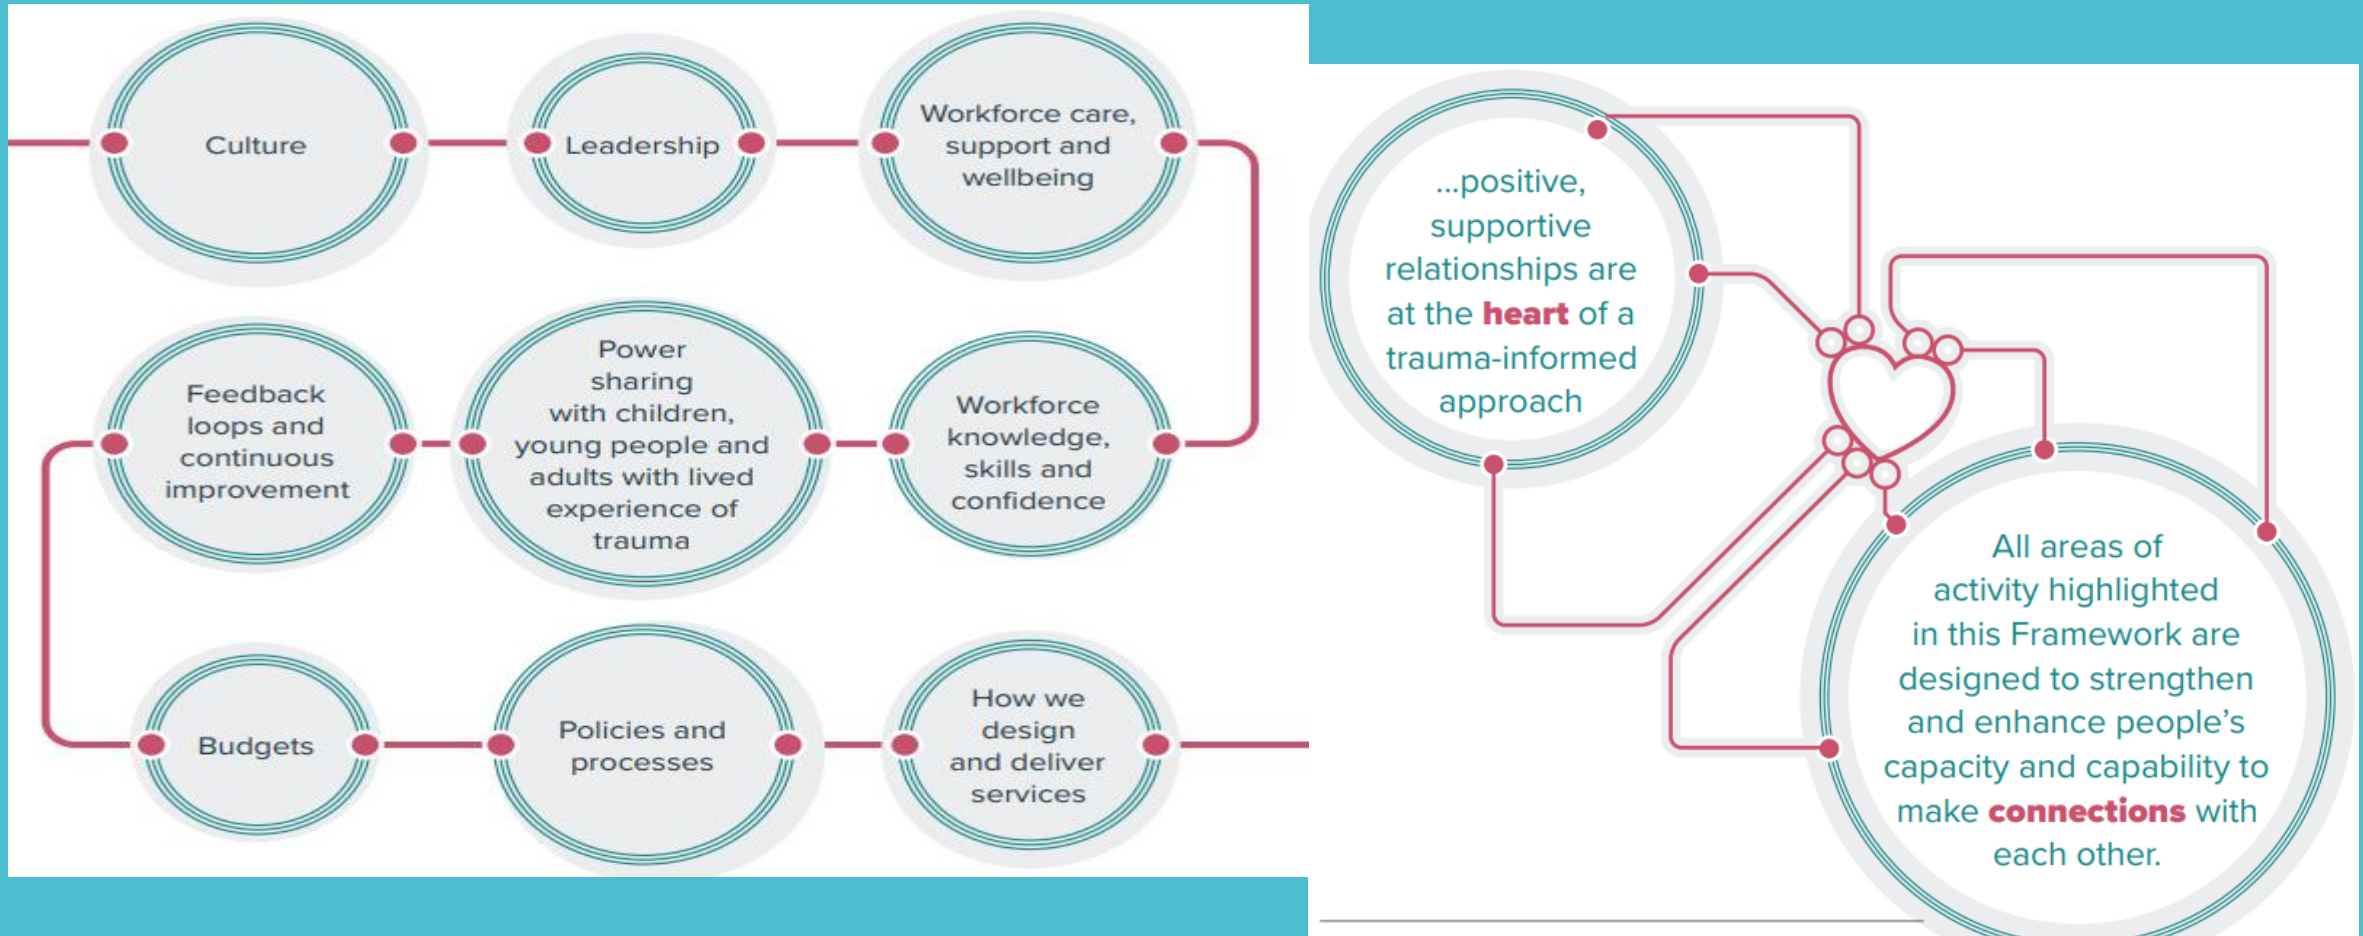 Culture
Leadership
Workforce care,
support and
wellbeing
Feedback
loops and
continuous
improvement
Power
sharing
with children,
young people and
adults with lived
experience of
trauma
Workforce
knowledge,
skills and
confidence
Budgets
Policies and
processes
How we
design
and deliver
services
...positive,
supportive
relationships are
at the heart of a
trauma-informed
approach
All areas of
activity highlighted
in this Framework are
designed to strengthen
and enhance people’s
capacity and capability to
make connections with
each other.